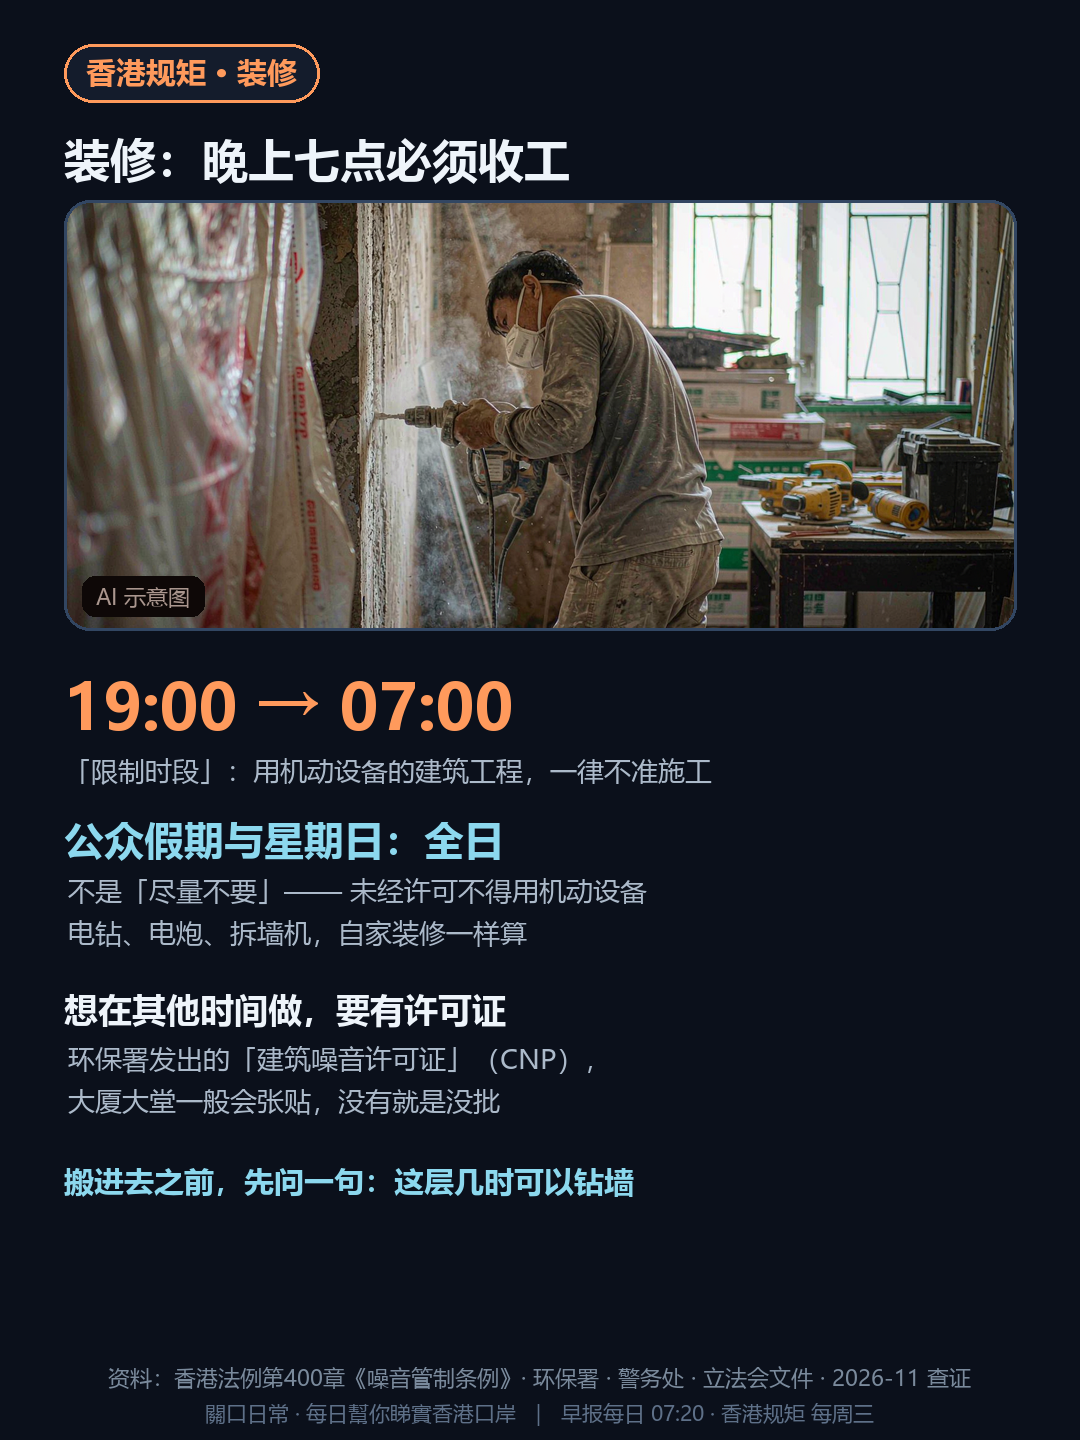 香港规矩·装修
装修：晚上七点必须收工
AI 示意图
19:00 → 07:00
「限制时段」：用机动设备的建筑工程，一律不准施工
公众假期与星期日：全日
不是「尽量不要」—— 未经许可不得用机动设备
电钻、电炮、拆墙机，自家装修一样算
想在其他时间做，要有许可证
环保署发出的「建筑噪音许可证」（CNP），
大厦大堂一般会张贴，没有就是没批
搬进去之前，先问一句：这层几时可以钻墙
资料：香港法例第400章《噪音管制条例》· 环保署 · 警务处 · 立法会文件 · 2026-11 查证
關口日常 · 每日幫你睇實香港口岸 | 早报每日 07:20 · 香港规矩 每周三